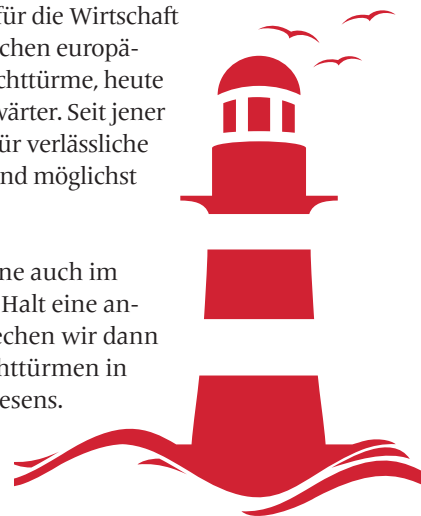 für die Wirtschaft
chen europä-
chttürme, heute
wärter. Seit jener
ür verlässliche
nd möglichst
ne auch im
Halt eine an-
echen wir dann
httürmen in
esens.